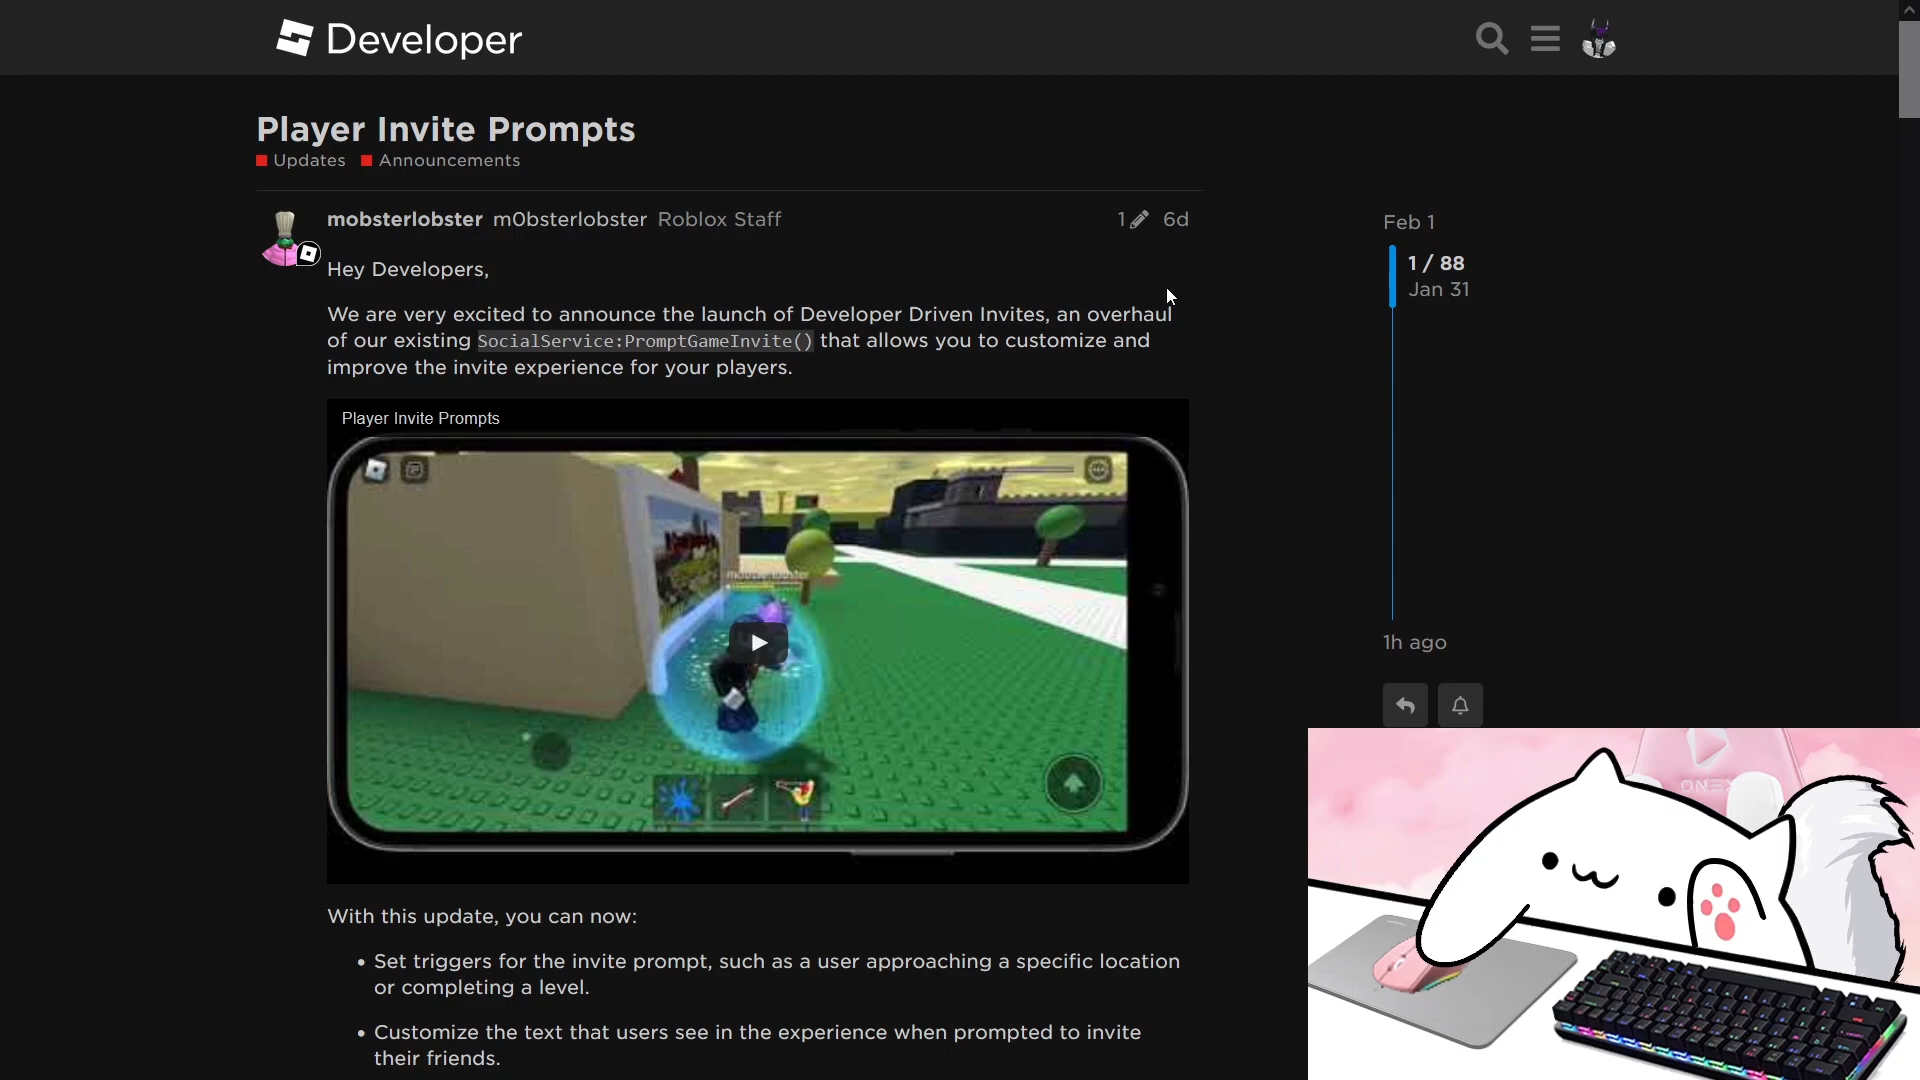 Developer
Player Invite Prompts
Updates Announcements
mobsterlobster m0bsterlobster Roblox Staff 1 6d
Hey Developers,
We are very excited to announce the launch of Developer Driven Invites, an overhaul
of our existing SocialService:PromptGameInvite() that allows you to customize and
improve the invite experience for your players.
Player Invite Prompts
mobsterlobster
With this update, you can now:
• Set triggers for the invite prompt, such as a user approaching a specific location
or completing a level.
• Customize the text that users see in the experience when prompted to invite
their friends.
Feb 1
1 / 88
Jan 31
1h ago